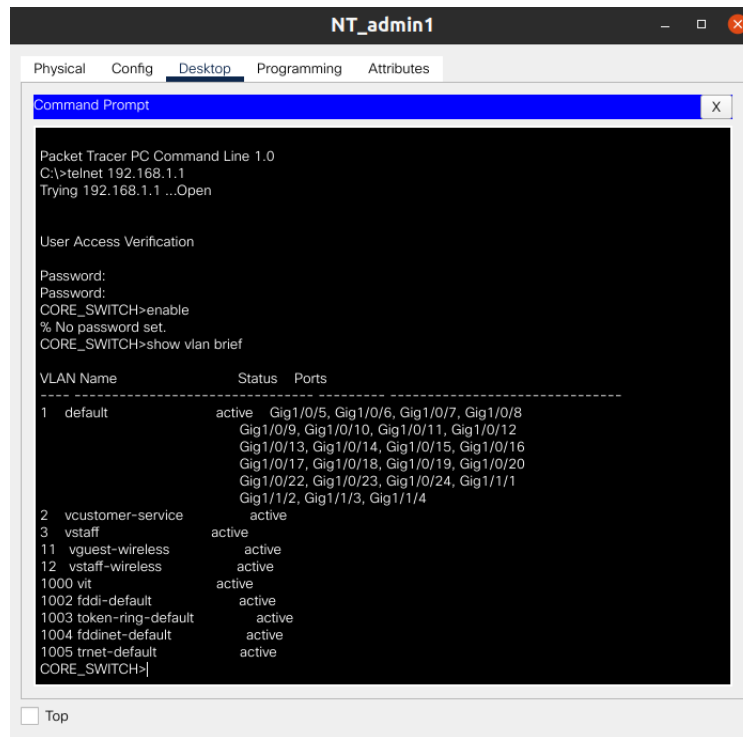 NT_admin1
Physical Config Desktop Programming Attributes
Command Prompt X
Packet Tracer PC Command Line 1.0
C:\>telnet 192.168.1.1
Trying 192.168.1.1 ...Open
User Access Verification
Password:
Password:
CORE_SWITCH>enable
% No password set.
CORE_SWITCH>show vlan brief
VLAN Name Status Ports
---- -------------------------------- --------- -------------------------------
1 default active Gig1/0/5, Gig1/0/6, Gig1/0/7, Gig1/0/8
Gig1/0/9, Gig1/0/10, Gig1/0/11, Gig1/0/12
Gig1/0/13, Gig1/0/14, Gig1/0/15, Gig1/0/16
Gig1/0/17, Gig1/0/18, Gig1/0/19, Gig1/0/20
Gig1/0/22, Gig1/0/23, Gig1/0/24, Gig1/1/1
Gig1/1/2, Gig1/1/3, Gig1/1/4
2 vcustomer-service active
3 vstaff active
11 vguest-wireless active
12 vstaff-wireless active
1000 vit active
1002 fddi-default active
1003 token-ring-default active
1004 fddinet-default active
1005 trnet-default active
CORE_SWITCH>
Top